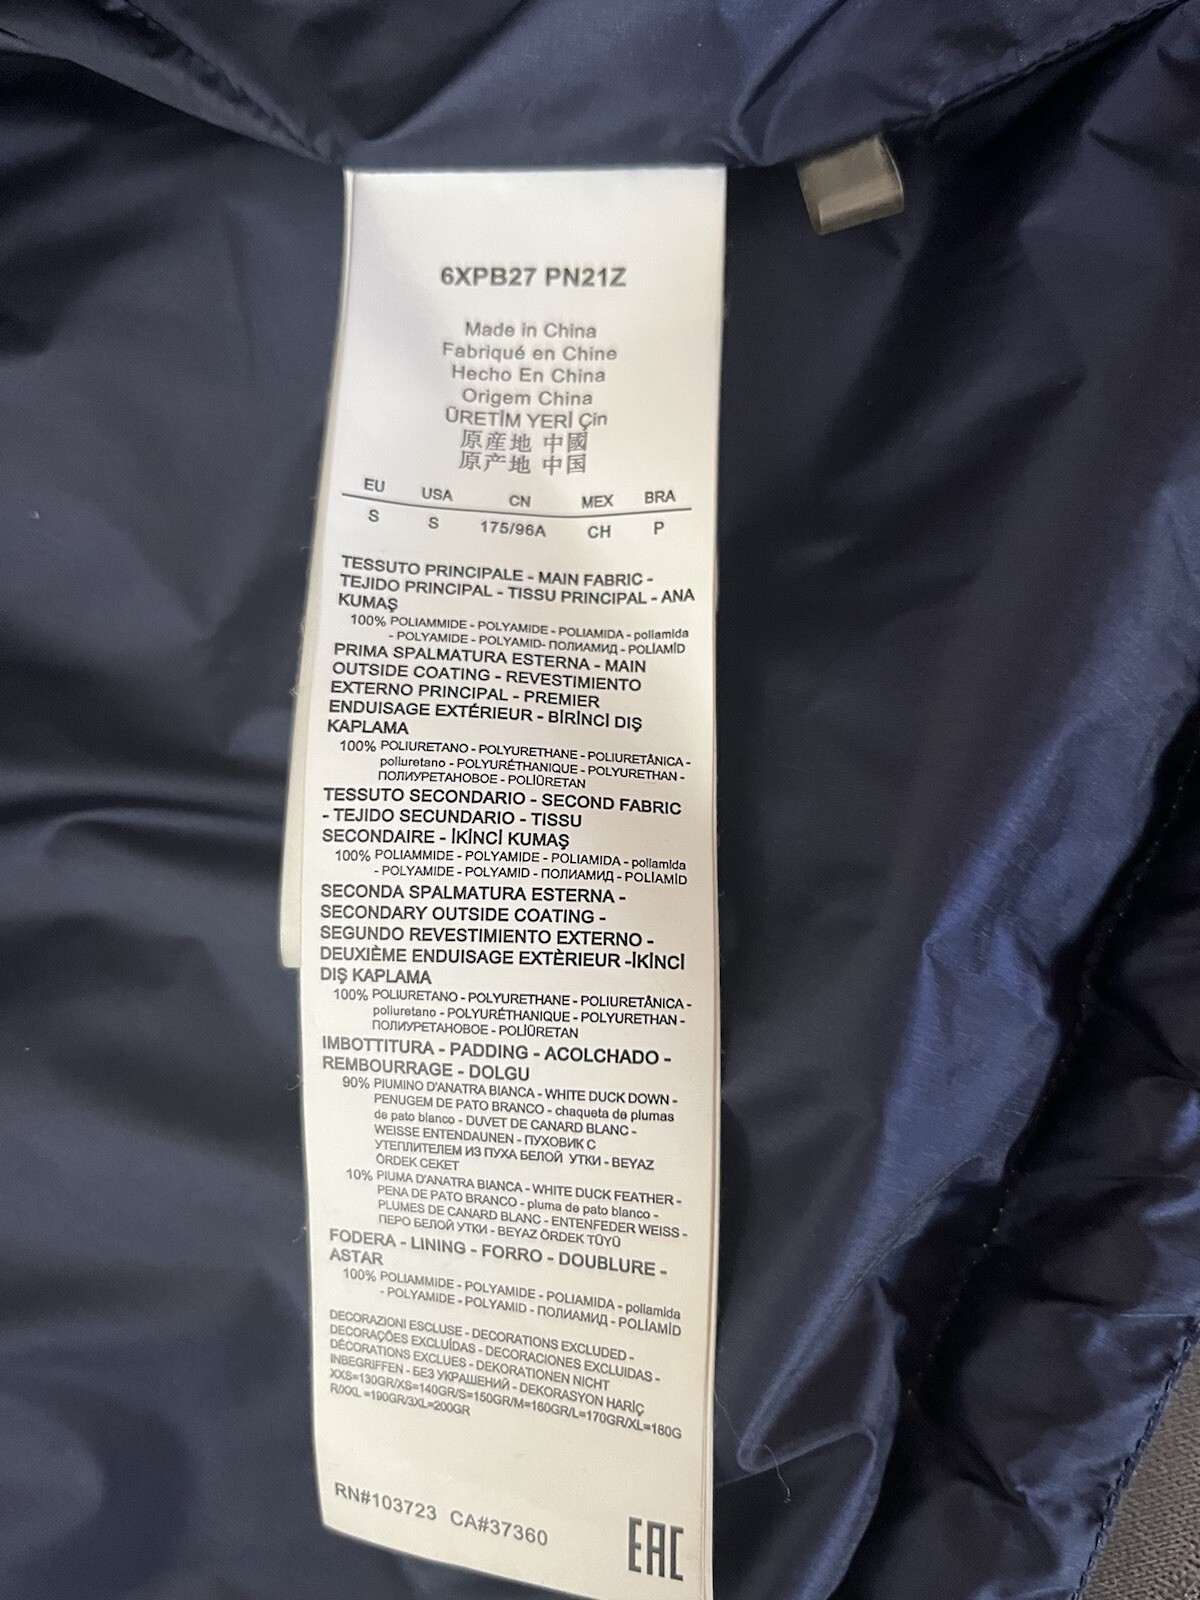 6XPB27 PN21Z
Made in China
Fabriqué en Chine
Hecho En China
Origem China
ÜRETİM YERİ Çin
原産地 中國
原产地 中国
EU USA CN MEX BRA
S S 175/96A CH P
TESSUTO PRINCIPALE - MAIN FABRIC -
TEJIDO PRINCIPAL - TISSU PRINCIPAL - ANA
KUMAŞ
100% POLIAMMIDE - POLYAMIDE - POLIAMIDA - poliamida
- POLYAMIDE - POLYAMID- ПОЛИАМИД - POLİAMİD
PRIMA SPALMATURA ESTERNA - MAIN
OUTSIDE COATING - REVESTIMIENTO
EXTERNO PRINCIPAL - PREMIER
ENDUISAGE EXTÉRIEUR - BİRİNCİ DIŞ
KAPLAMA
100% POLIURETANO - POLYURETHANE - POLIURETÂNICA -
poliuretano - POLYURÉTHANIQUE - POLYURETHAN -
ПОЛИУРЕТАНОВОЕ - POLİÜRETAN
TESSUTO SECONDARIO - SECOND FABRIC
- TEJIDO SECUNDARIO - TISSU
SECONDAIRE - İKİNCİ KUMAŞ
100% POLIAMMIDE - POLYAMIDE - POLIAMIDA - poliamida
- POLYAMIDE - POLYAMID - ПОЛИАМИД - POLİAMİD
SECONDA SPALMATURA ESTERNA -
SECONDARY OUTSIDE COATING -
SEGUNDO REVESTIMIENTO EXTERNO -
DEUXIÈME ENDUISAGE EXTÈRIEUR -İKİNCİ
DIŞ KAPLAMA
100% POLIURETANO - POLYURETHANE - POLIURETÂNICA -
poliuretano - POLYURÉTHANIQUE - POLYURETHAN -
ПОЛИУРЕТАНОВОЕ - POLİÜRETAN
IMBOTTITURA - PADDING - ACOLCHADO -
REMBOURRAGE - DOLGU
90% PIUMINO D'ANATRA BIANCA - WHITE DUCK DOWN -
PENUGEM DE PATO BRANCO - chaqueta de plumas
de pato blanco - DUVET DE CANARD BLANC -
WEISSE ENTENDAUNEN - ПУХОВИК С
УТЕПЛИТЕЛЕМ ИЗ ПУХА БЕЛОЙ УТКИ - BEYAZ
ÖRDEK CEKET
10% PIUMA D'ANATRA BIANCA - WHITE DUCK FEATHER -
PENA DE PATO BRANCO - pluma de pato blanco -
PLUMES DE CANARD BLANC - ENTENFEDER WEISS -
ПЕРО БЕЛОЙ УТКИ - BEYAZ ÖRDEK TÜYÜ
FODERA - LINING - FORRO - DOUBLURE -
ASTAR
100% POLIAMMIDE - POLYAMIDE - POLIAMIDA - poliamida
- POLYAMIDE - POLYAMID - ПОЛИАМИД - POLİAMİD
DECORAZIONI ESCLUSE - DECORATIONS EXCLUDED -
DECORAÇÕES EXCLUÍDAS - DECORACIONES EXCLUIDAS -
DÉCORATIONS EXCLUES - DEKORATIONEN NICHT
INBEGRIFFEN - БЕЗ УКРАШЕНИЙ - DEKORASYON HARİÇ
XXS=130GR/XS=140GR/S=150GR/M=160GR/L=170GR/XL=180G
R/XXL =190GR/3XL=200GR
RN#103723 CA#37360
EAC